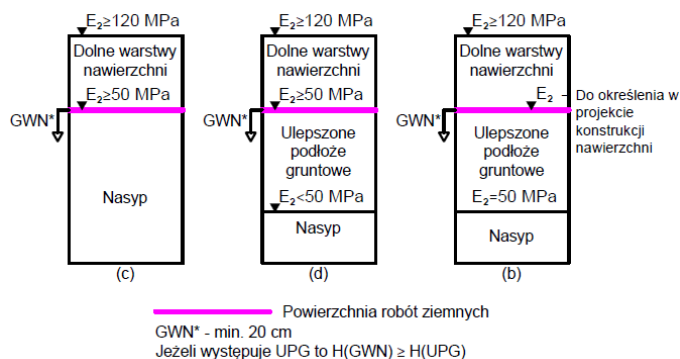 E₂≥120 MPa
Dolne warstwy
nawierzchni
E₂≥50 MPa
GWN*
Nasyp
(c)
E₂≥120 MPa
Dolne warstwy
nawierzchni
E₂≥50 MPa
GWN*
Ulepszone
podłoże
gruntowe
E₂<50 MPa
Nasyp
(d)
E₂≥120 MPa
Dolne warstwy
nawierzchni
E₂ – Do określenia w
projekcie
konstrukcji
nawierzchni
GWN*
Ulepszone
podłoże
gruntowe
E₂=50 MPa
Nasyp
(b)
Powierzchnia robót ziemnych
GWN* - min. 20 cm
Jeżeli występuje UPG to H(GWN) ≥ H(UPG)